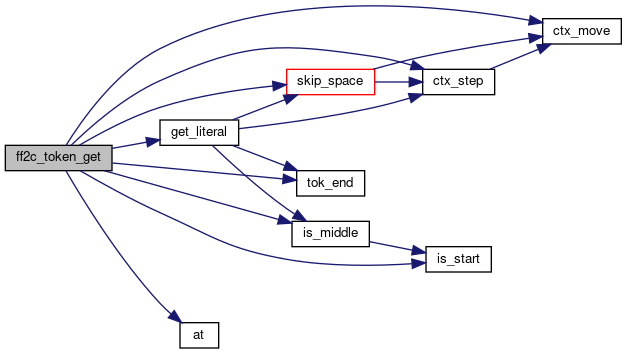 ctx_move
skip_space
ctx_step
get_literal
ff2c_token_get
tok_end
is_middle
is_start
at